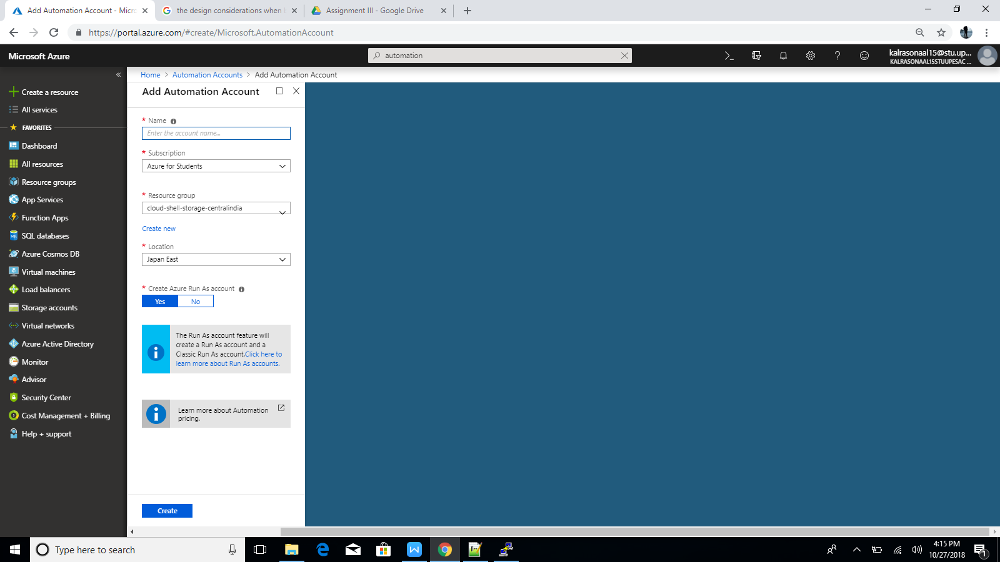 Add Automation Account - Micro
the design considerations when
Assignment III - Google Drive
https://portal.azure.com/#create/Microsoft.AutomationAccount
Microsoft Azure
automation
kalrasonaal15@stu.up...
KALRASONAAL15STUUPESAC ...
Home > Automation Accounts > Add Automation Account
Create a resource
All services
FAVORITES
Dashboard
All resources
Resource groups
App Services
Function Apps
SQL databases
Azure Cosmos DB
Virtual machines
Load balancers
Storage accounts
Virtual networks
Azure Active Directory
Monitor
Advisor
Security Center
Cost Management + Billing
Help + support
Add Automation Account
* Name
Enter the account name...
* Subscription
Azure for Students
* Resource group
cloud-shell-storage-centralindia
Create new
* Location
Japan East
* Create Azure Run As account
Yes No
The Run As account feature will
create a Run As account and a
Classic Run As account.Click here to
learn more about Run As accounts.
Learn more about Automation
pricing.
Create
Type here to search
4:15 PM
10/27/2018
1